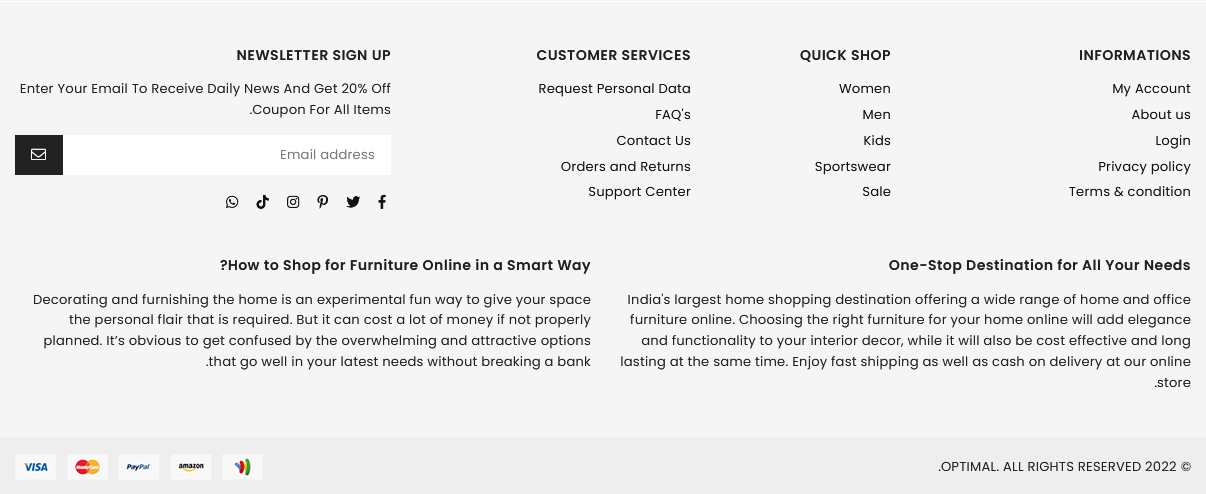 INFORMATIONS
My Account
About us
Login
Privacy policy
Terms & condition
QUICK SHOP
Women
Men
Kids
Sportswear
Sale
CUSTOMER SERVICES
Request Personal Data
FAQ's
Contact Us
Orders and Returns
Support Center
NEWSLETTER SIGN UP
Enter Your Email To Receive Daily News And Get 20% Off
.Coupon For All Items
Email address
One-Stop Destination for All Your Needs
India's largest home shopping destination offering a wide range of home and office
furniture online. Choosing the right furniture for your home online will add elegance
and functionality to your interior decor, while it will also be cost effective and long
lasting at the same time. Enjoy fast shipping as well as cash on delivery at our online
.store
?How to Shop for Furniture Online in a Smart Way
Decorating and furnishing the home is an experimental fun way to give your space
the personal flair that is required. But it can cost a lot of money if not properly
planned. It’s obvious to get confused by the overwhelming and attractive options
.that go well in your latest needs without breaking a bank
.OPTIMAL. ALL RIGHTS RESERVED 2022 ©
VISA
MasterCard
PayPal
amazon